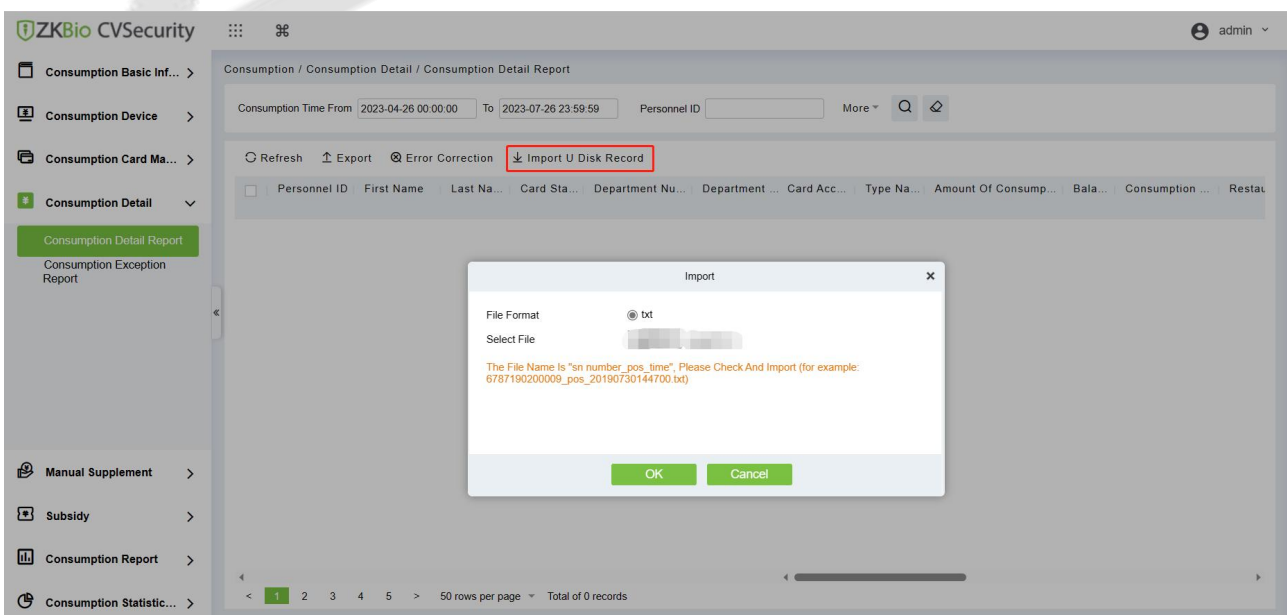 ZKBio CVSecurity
admin
Consumption Basic Inf...
Consumption Device
Consumption Card Ma...
Consumption Detail
Consumption Detail Report
Consumption Exception
Report
Manual Supplement
Subsidy
Consumption Report
Consumption Statistic...
Consumption / Consumption Detail / Consumption Detail Report
Consumption Time From 2023-04-26 00:00:00 To 2023-07-26 23:59:59 Personnel ID More
Refresh Export Error Correction Import U Disk Record
Personnel ID First Name Last Na... Card Sta... Department Nu... Department ... Card Acc... Type Na... Amount Of Consump... Bala... Consumption ... Restau
Import
File Format txt
Select File
The File Name Is "sn number_pos_time", Please Check And Import (for example:
6787190200009_pos_20190730144700.txt)
OK Cancel
< 1 2 3 4 5 > 50 rows per page Total of 0 records